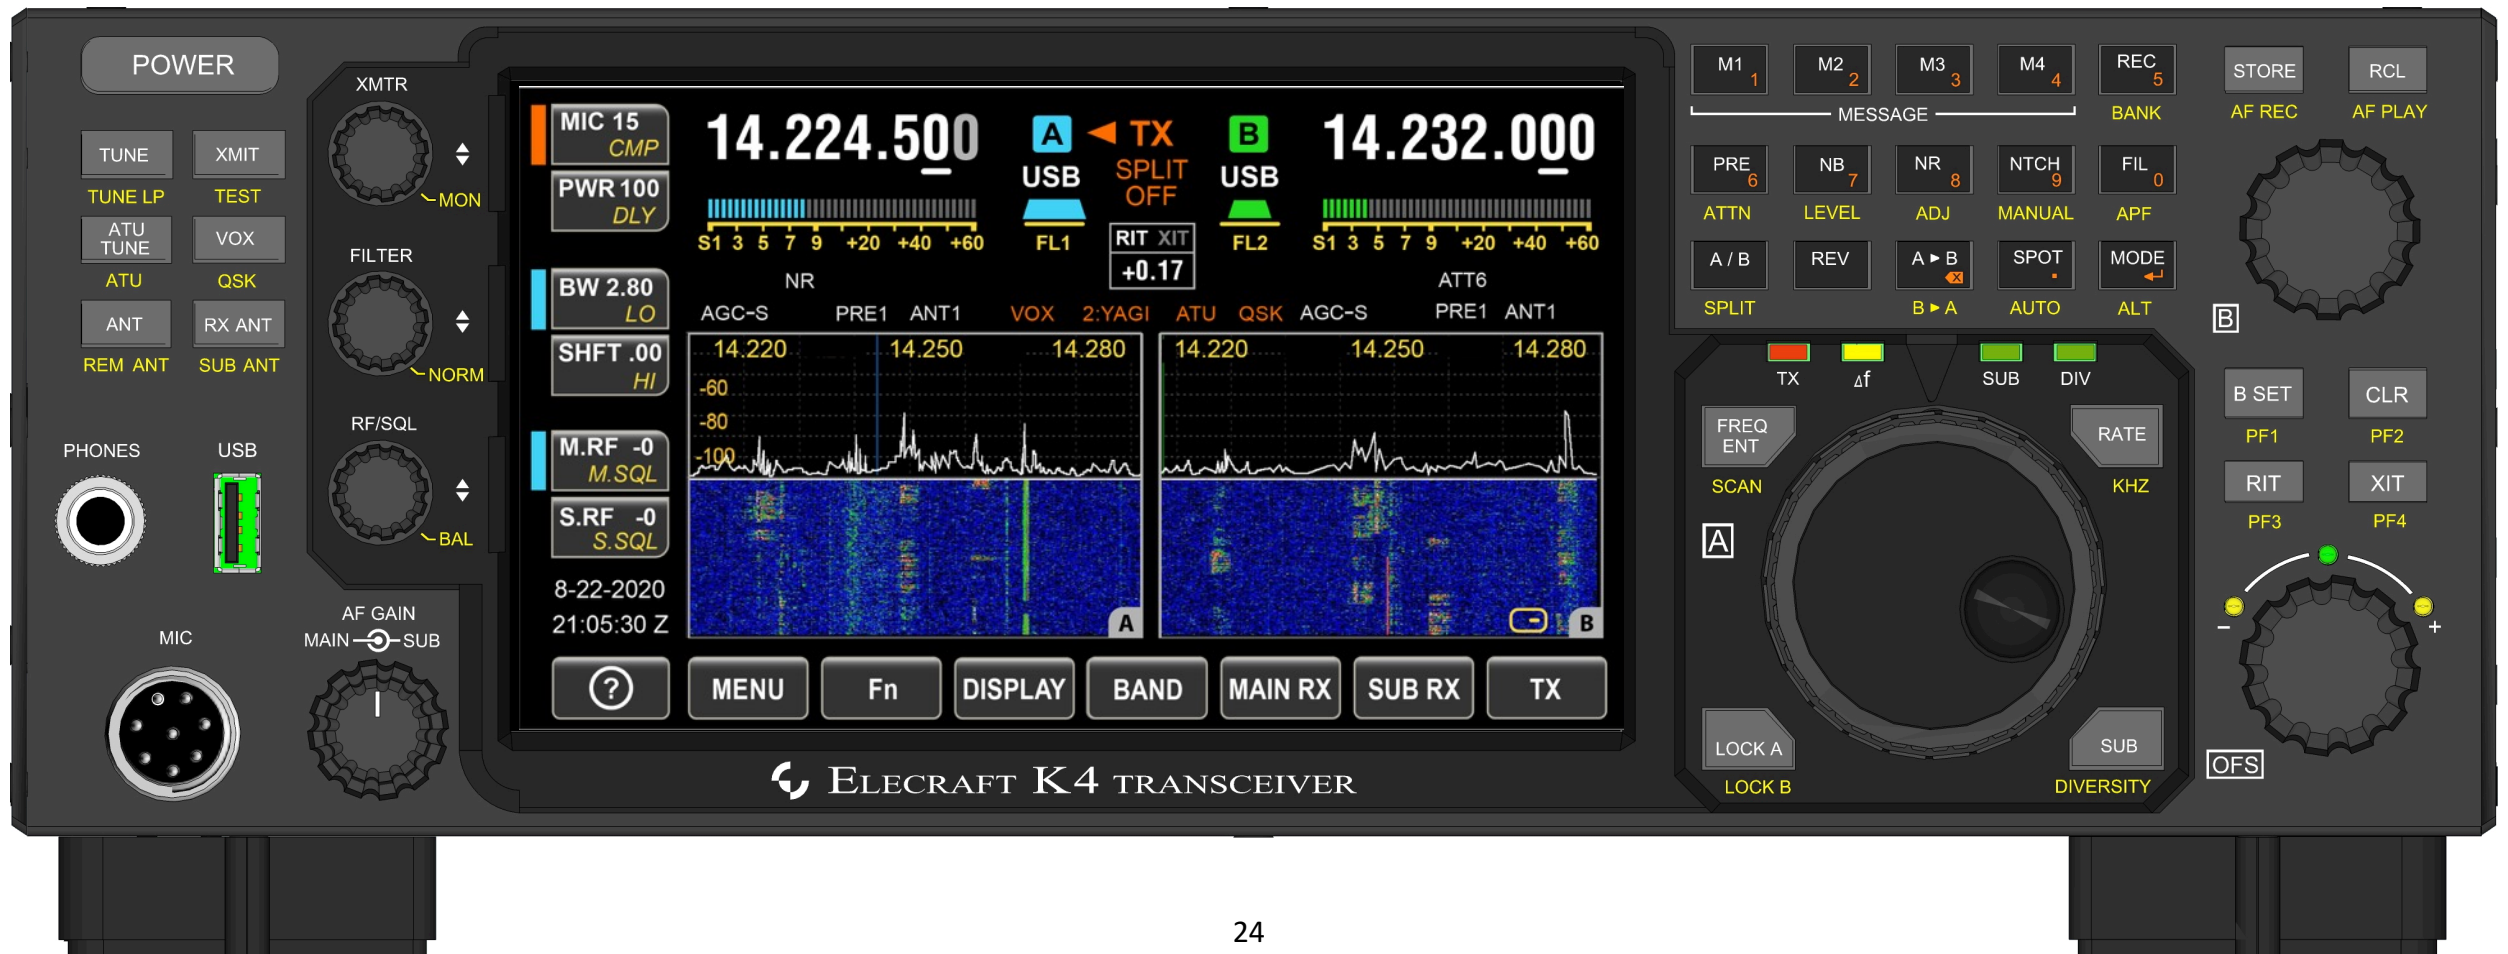 POWER
TUNE XMIT
TUNE LP TEST
ATU TUNE VOX
ATU QSK
ANT RX ANT
REM ANT SUB ANT
PHONES USB
MIC
XMTR
MON
FILTER
NORM
RF/SQL
BAL
AF GAIN
MAIN SUB
MIC 15
CMP
PWR 100
DLY
BW 2.80
LO
SHFT .00
HI
M.RF -0
M.SQL
S.RF -0
S.SQL
8-22-2020
21:05:30 Z
14.224.500 A TX B 14.232.000
USB SPLIT OFF USB
S1 3 5 7 9 +20 +40 +60 FL1 RIT XIT FL2 S1 3 5 7 9 +20 +40 +60
+0.17
NR ATT6
AGC-S PRE1 ANT1 VOX 2:YAGI ATU QSK AGC-S PRE1 ANT1
14.220 14.250 14.280 14.220 14.250 14.280
-60
-80
-100
A B
? MENU Fn DISPLAY BAND MAIN RX SUB RX TX
ELECRAFT K4 TRANSCEIVER
M1 1 M2 2 M3 3 M4 4 REC 5
MESSAGE BANK
PRE 6 NB 7 NR 8 NTCH 9 FIL 0
ATTN LEVEL ADJ MANUAL APF
A / B REV A ▸ B SPOT . MODE
SPLIT B ▸ A AUTO ALT
STORE RCL
AF REC AF PLAY
B
TX Δf SUB DIV
FREQ ENT RATE
SCAN KHZ
A
LOCK A SUB
LOCK B DIVERSITY
B SET CLR
PF1 PF2
RIT XIT
PF3 PF4
− +
OFS
24